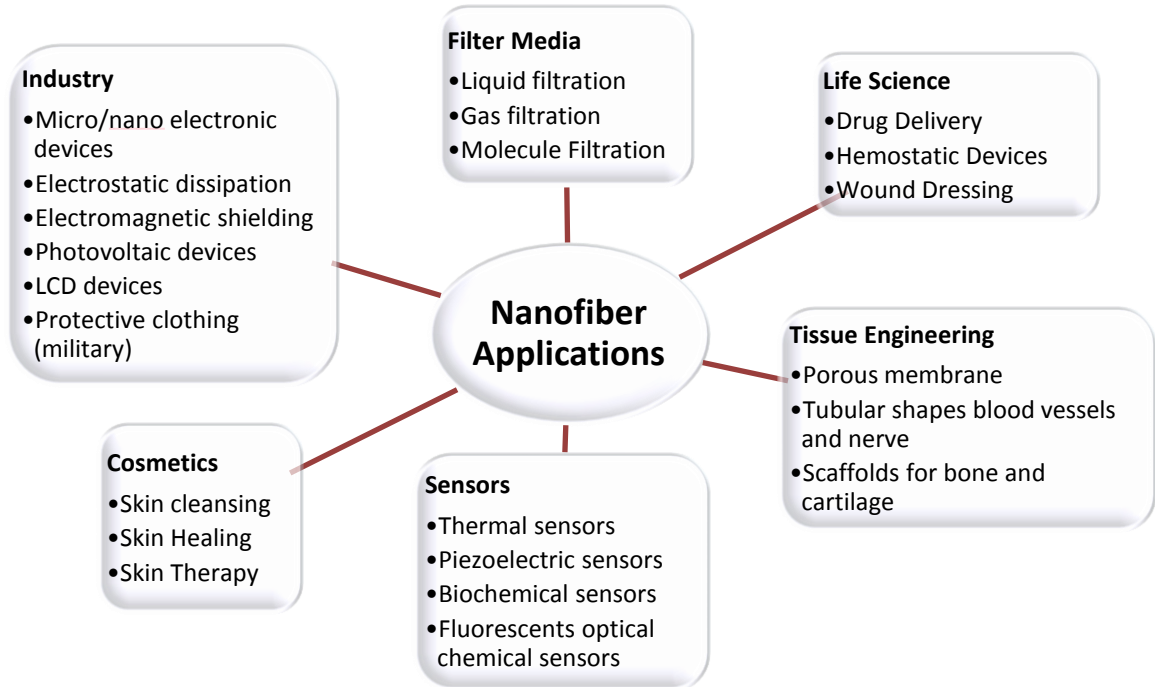 Filter Media
•Liquid filtration
•Gas filtration
•Molecule Filtration
Industry
•Micro/nano electronic
devices
•Electrostatic dissipation
•Electromagnetic shielding
•Photovoltaic devices
•LCD devices
•Protective clothing
(military)
Life Science
•Drug Delivery
•Hemostatic Devices
•Wound Dressing
Nanofiber
Applications
Tissue Engineering
•Porous membrane
•Tubular shapes blood vessels
and nerve
•Scaffolds for bone and
cartilage
Cosmetics
•Skin cleansing
•Skin Healing
•Skin Therapy
Sensors
•Thermal sensors
•Piezoelectric sensors
•Biochemical sensors
•Fluorescents optical
chemical sensors